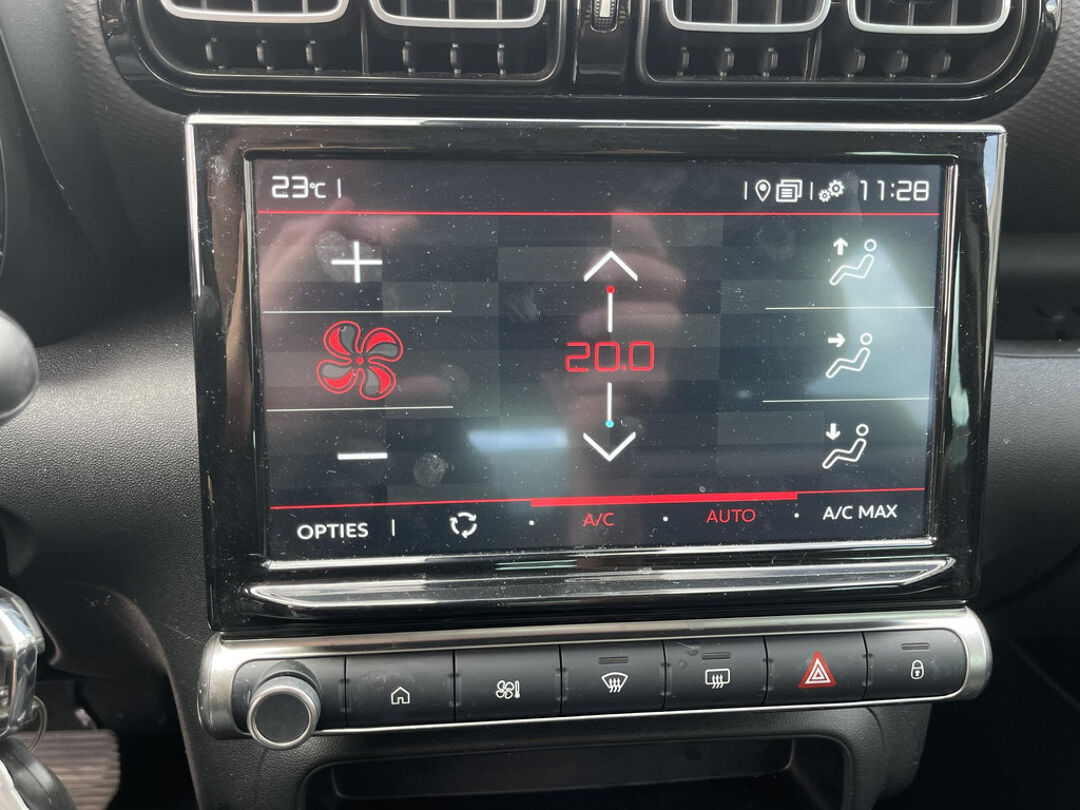 23°C
11:28
20.0
OPTIES
A/C
AUTO
A/C MAX